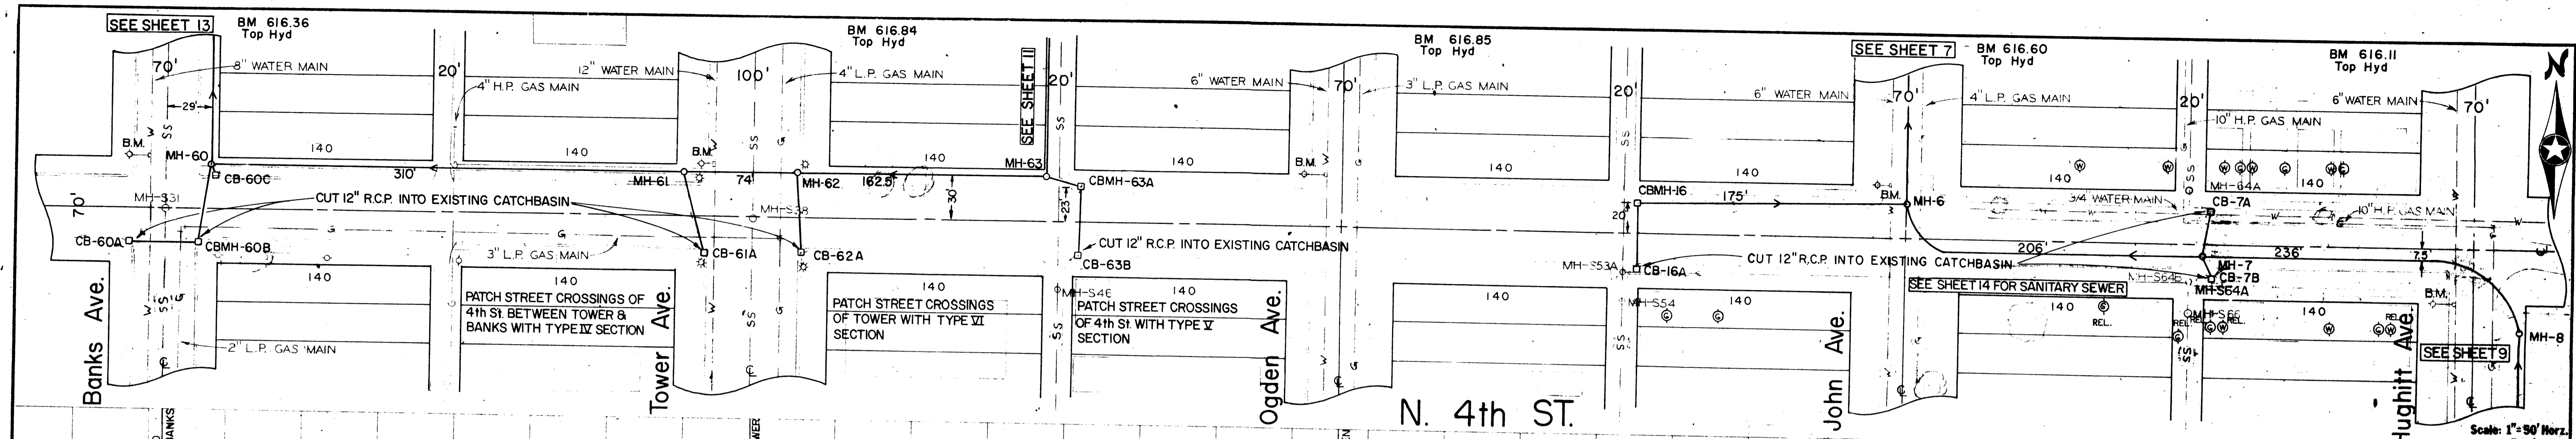 SEE SHEET 13
BM 616.36
Top Hyd
BM 616.84
Top Hyd
SEE SHEET 11
BM 616.85
Top Hyd
SEE SHEET 7
BM 616.60
Top Hyd
BM 616.11
Top Hyd
N
70'
8" WATER MAIN
20'
12" WATER MAIN
100'
4" L.P. GAS MAIN
20'
6" WATER MAIN
70'
3" L.P. GAS MAIN
20'
6" WATER MAIN
70'
4" L.P. GAS MAIN
20'
6" WATER MAIN
70'
29'
4" H.P. GAS MAIN
10" H.P. GAS MAIN
B.M.
MH-60
140
140
B.M.
140
MH-63
140
B.M.
140
140
140
140
CB-60C
310'
MH-61
74'
MH-62
162.5'
CBMH-63A
CBMH-16
175'
B.M.
MH-6
MH-64A
70'
MH-S31
CUT 12" R.C.P. INTO EXISTING CATCHBASIN
MH-S38
30'
23'
20'
3/4 WATER MAIN
CB-7A
10" H.P. GAS MAIN
CB-60A
CBMH-60B
3" L.P. GAS MAIN
CB-61A
CB-62A
CUT 12" R.C.P. INTO EXISTING CATCHBASIN
CB-63B
MH-S53A
CB-16A
CUT 12" R.C.P. INTO EXISTING CATCHBASIN
206'
236'
75'
MH-7
MH-S64B
CB-7B
MH-S64A
140
140
140
140
140
140
140
140
SEE SHEET 14 FOR SANITARY SEWER
MH-S46
MH-S54
B.M.
PATCH STREET CROSSINGS OF
4th St. BETWEEN TOWER &
BANKS WITH TYPE IV SECTION
PATCH STREET CROSSINGS
OF TOWER WITH TYPE VI
SECTION
PATCH STREET CROSSINGS
OF 4th St. WITH TYPE V
SECTION
REL.
REL.
REL.
REL.
MH-8
2" L.P. GAS MAIN
SEE SHEET 9
Banks Ave.
Tower Ave.
Ogden Ave.
N. 4th ST.
John Ave.
Hughitt Ave.
BANKS
Scale: 1"=50' Horz.